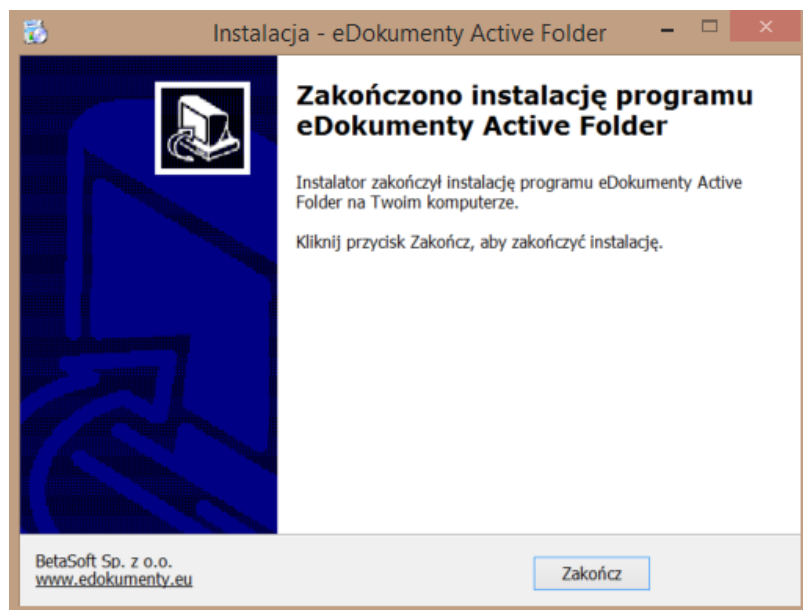 Instalacja - eDokumenty Active Folder
Zakończono instalację programu
eDokumenty Active Folder
Instalator zakończył instalację programu eDokumenty Active
Folder na Twoim komputerze.
Kliknij przycisk Zakończ, aby zakończyć instalację.
BetaSoft Sp. z o.o.
www.edokumenty.eu
Zakończ